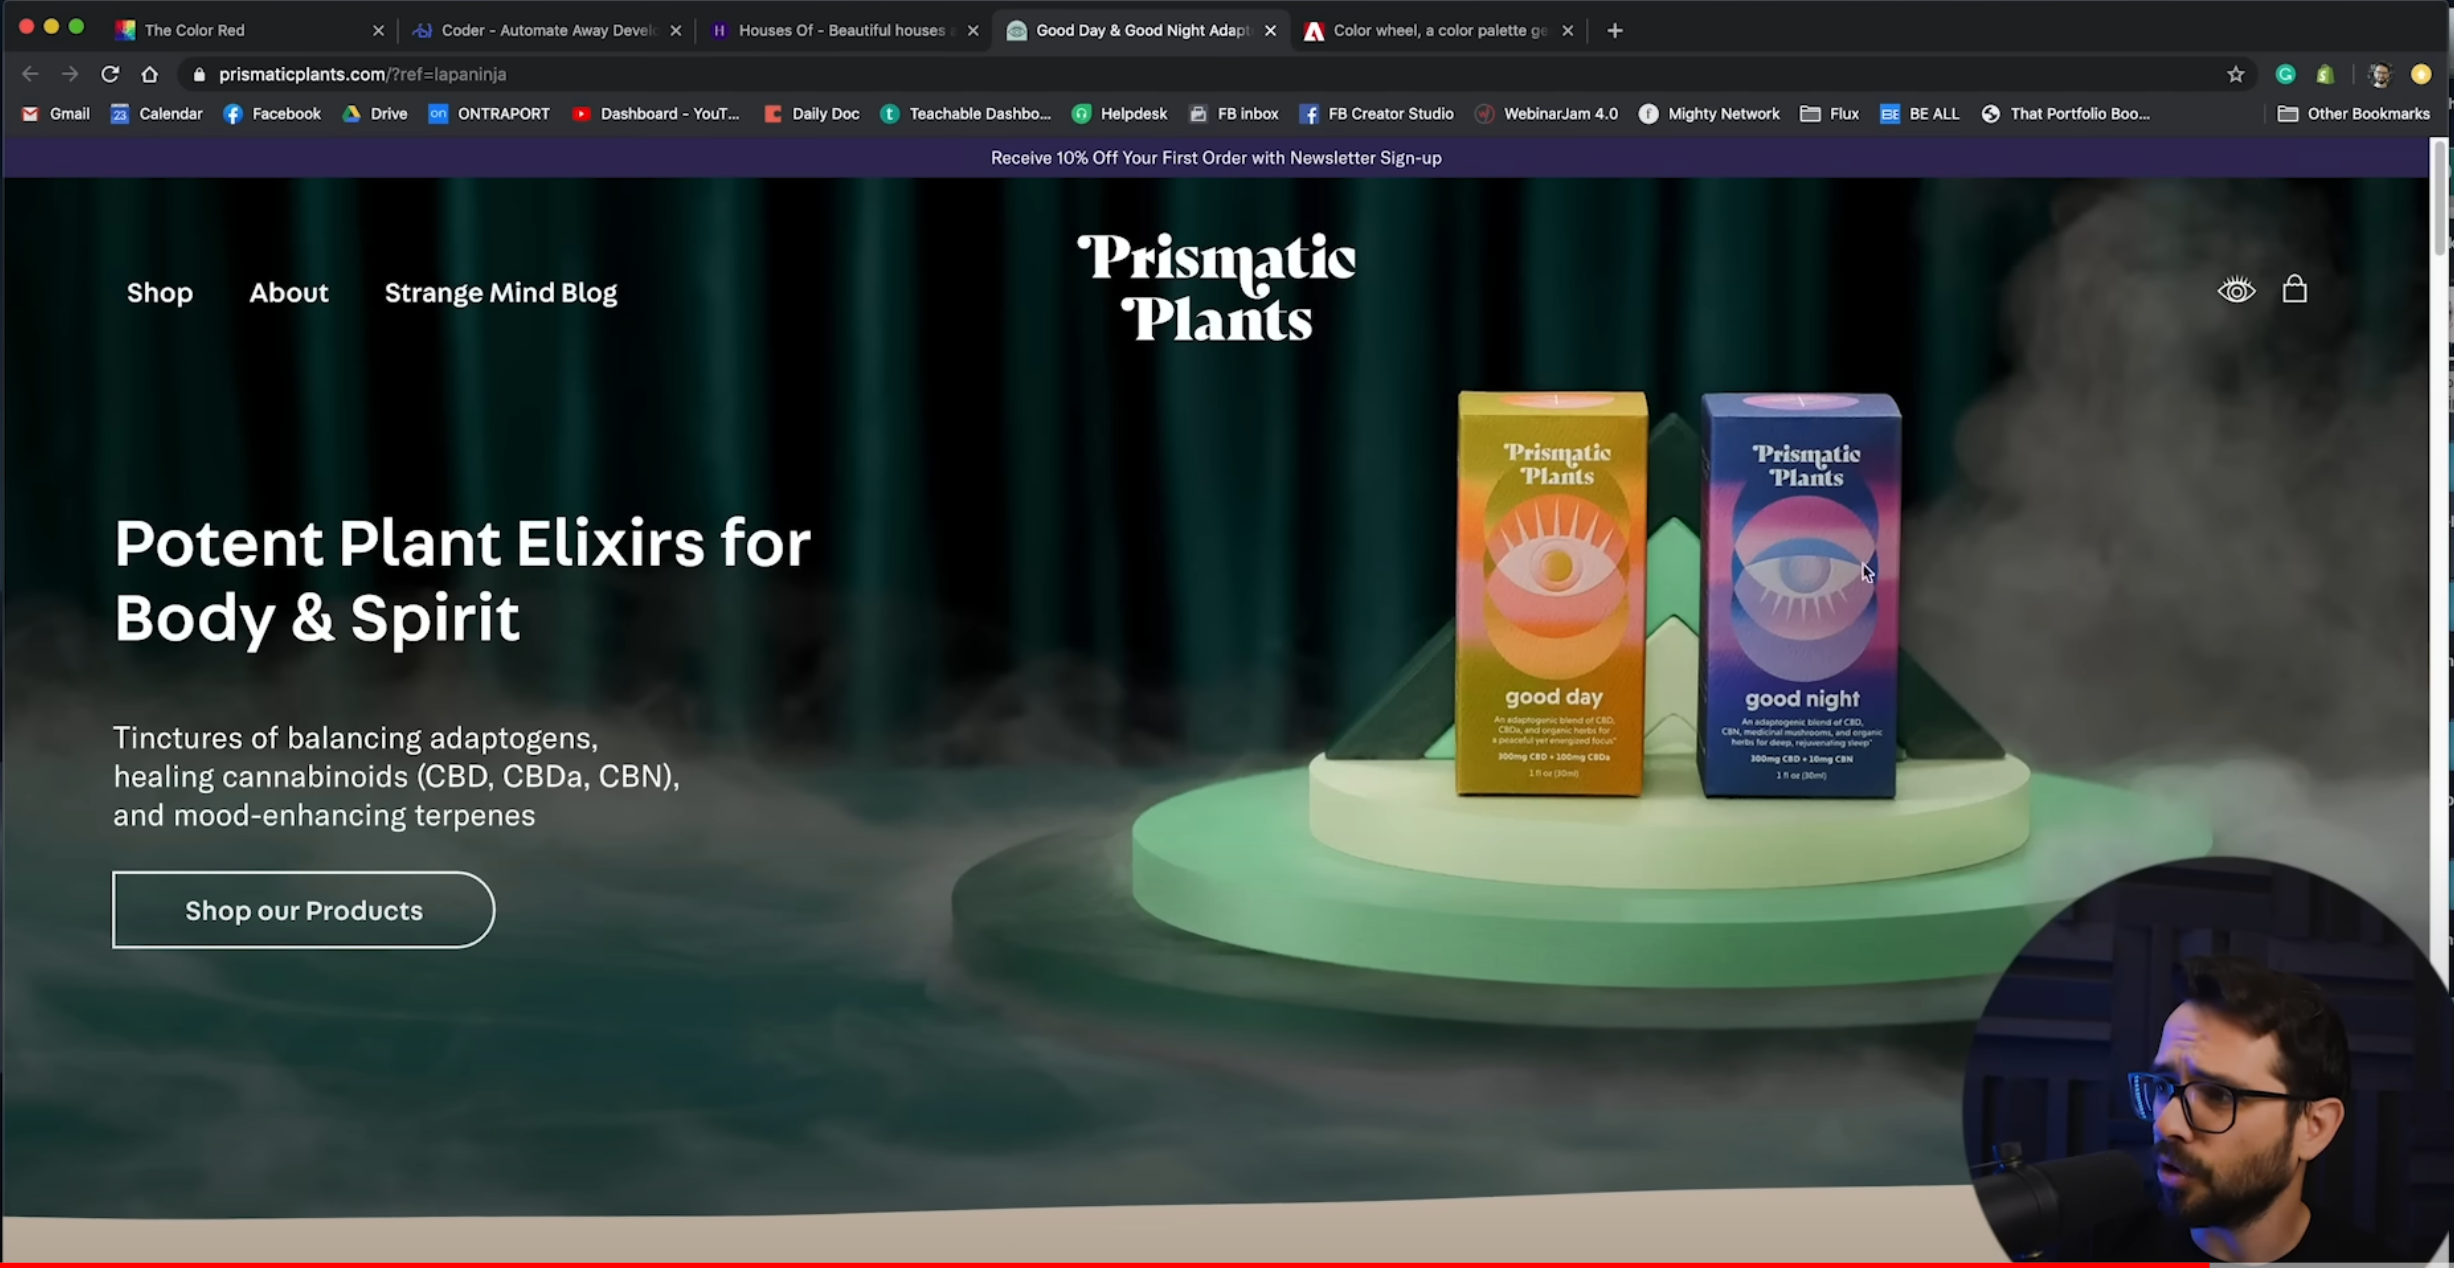 The Color Red
Coder - Automate Away Devel
Houses Of - Beautiful houses a
Good Day & Good Night Adapt
Color wheel, a color palette ge
prismaticplants.com/?ref=lapaninja
Gmail
23
Calendar
Facebook
Drive
on
ONTRAPORT
Dashboard - YouT...
Daily Doc
Teachable Dashbo...
Helpdesk
FB inbox
FB Creator Studio
WebinarJam 4.0
Mighty Network
Flux
BE
BE ALL
That Portfolio Boo...
Other Bookmarks
Receive 10% Off Your First Order with Newsletter Sign-up
Shop
About
Strange Mind Blog
Prismatic
Plants
Potent Plant Elixirs for
Body & Spirit
Tinctures of balancing adaptogens,
healing cannabinoids (CBD, CBDa, CBN),
and mood-enhancing terpenes
Shop our Products
Prismatic
Plants
good day
An adaptogenic blend of CBD,
CBDa, and organic herbs for
a peaceful yet energized focus*
300mg CBD + 100mg CBDa
1 fl oz (30ml)
Prismatic
Plants
good night
An adaptogenic blend of CBD,
CBN, medicinal mushrooms, and organic
herbs for deep, rejuvenating sleep*
300mg CBD + 10mg CBN
1 fl oz (30ml)